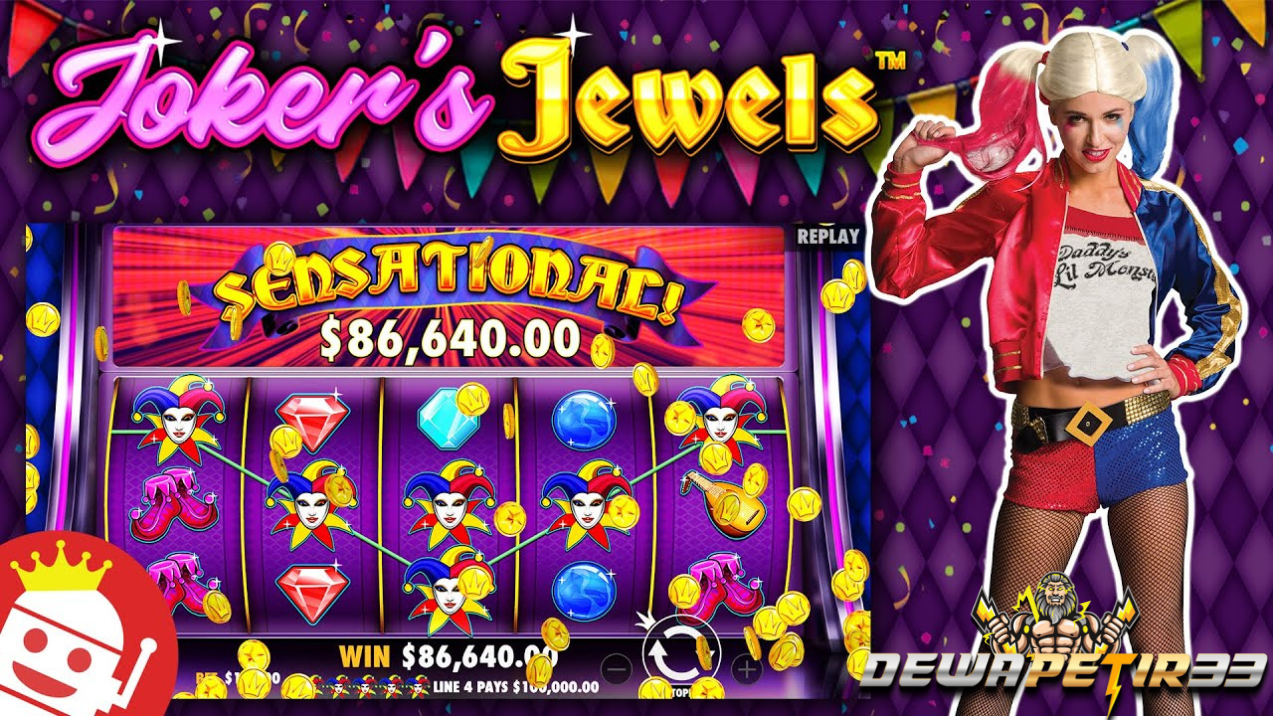 Joker's Jewels™
REPLAY
SENSATIONAL!
$86,640.00
Daddy's
Lil Monster
WIN $86,640.00
LINE 4 PAYS $100,000.00
DEWAPETIR33